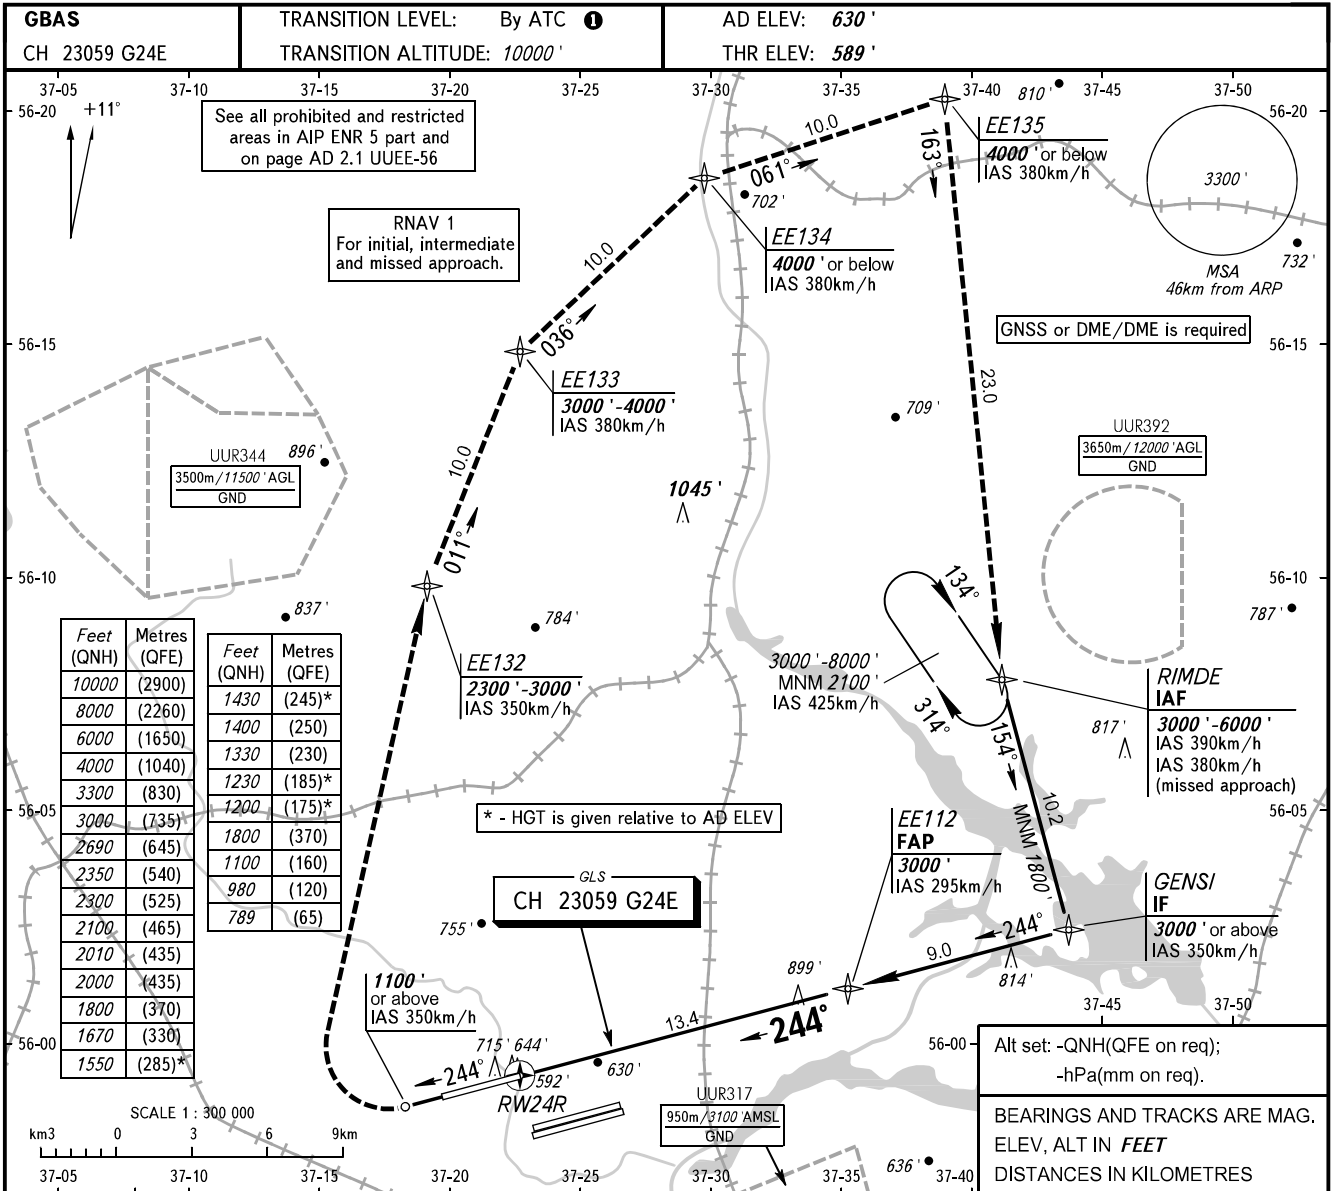 GBAS
CH 23059 G24E
TRANSITION LEVEL: By ATC ❶
TRANSITION ALTITUDE: 10000 '
AD ELEV: 630 '
THR ELEV: 589 '
37-05 37-10 37-15 37-20 37-25 37-30 37-35 37-40 37-45 37-50
56-20
+11°
See all prohibited and restricted
areas in AIP ENR 5 part and
on page AD 2.1 UUEE-56
RNAV 1
For initial, intermediate
and missed approach.
10.0
061°
702 '
163°
810 '
56-20
EE135
4000 ' or below
IAS 380km/h
3300 '
MSA
46km from ARP
732 '
EE134
4000 ' or below
IAS 380km/h
10.0
036°
GNSS or DME/DME is required
56-15
56-15
EE133
3000 '-4000 '
IAS 380km/h
23.0
709 '
UUR344
896 '
3500m/11500 'AGL
GND
UUR392
3650m/12000 'AGL
GND
10.0
011°
1045 '
56-10
56-10
837 '
784 '
787 '
134°
314°
3000 '-8000 '
MNM 2100 '
IAS 425km/h
EE132
2300 '-3000 '
IAS 350km/h
RIMDE
IAF
3000 '-6000 '
IAS 390km/h
IAS 380km/h
(missed approach)
817 '
154°
10.2
MNM 1800 '
Feet (QNH) Metres (QFE)
10000 (2900)
8000 (2260)
6000 (1650)
4000 (1040)
3300 (830)
3000 (735)
2690 (645)
2350 (540)
2300 (525)
2100 (465)
2010 (435)
2000 (435)
1800 (370)
1670 (330)
1550 (285)*
Feet (QNH) Metres (QFE)
1430 (245)*
1400 (250)
1330 (230)
1230 (185)*
1200 (175)*
1800 (370)
1100 (160)
980 (120)
789 (65)
56-05
56-05
* - HGT is given relative to AD ELEV
EE112
FAP
3000 '
IAS 295km/h
GENSI
IF
3000 ' or above
IAS 350km/h
GLS
CH 23059 G24E
755 '
244°
9.0
814 '
899 '
13.4
244°
1100 '
or above
IAS 350km/h
715 ' 644 '
244°
592 '
630 '
RW24R
56-00
56-00
37-45 37-50
UUR317
950m/3100 'AMSL
GND
636 '
SCALE 1 : 300 000
km3 0 3 6 9km
37-05 37-10 37-15 37-20 37-25 37-30 37-35 37-40
Alt set: -QNH(QFE on req);
-hPa(mm on req).
BEARINGS AND TRACKS ARE MAG.
ELEV, ALT IN FEET
DISTANCES IN KILOMETRES